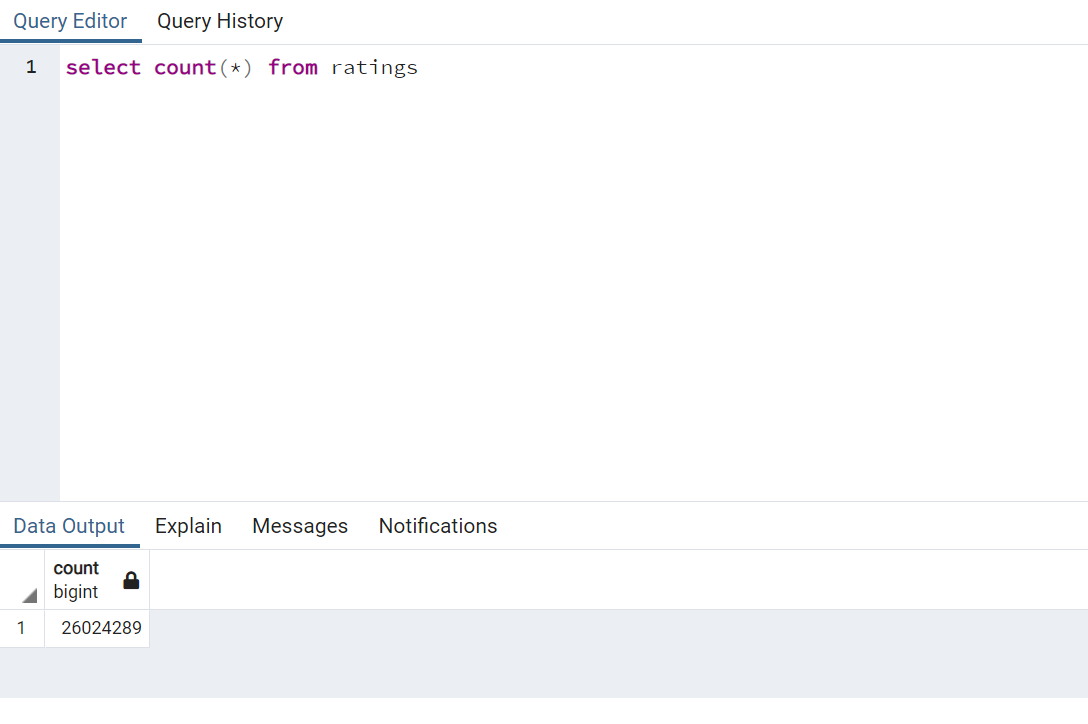 Query Editor Query History
1 select count(*) from ratings
Data Output Explain Messages Notifications
count
bigint
1 26024289